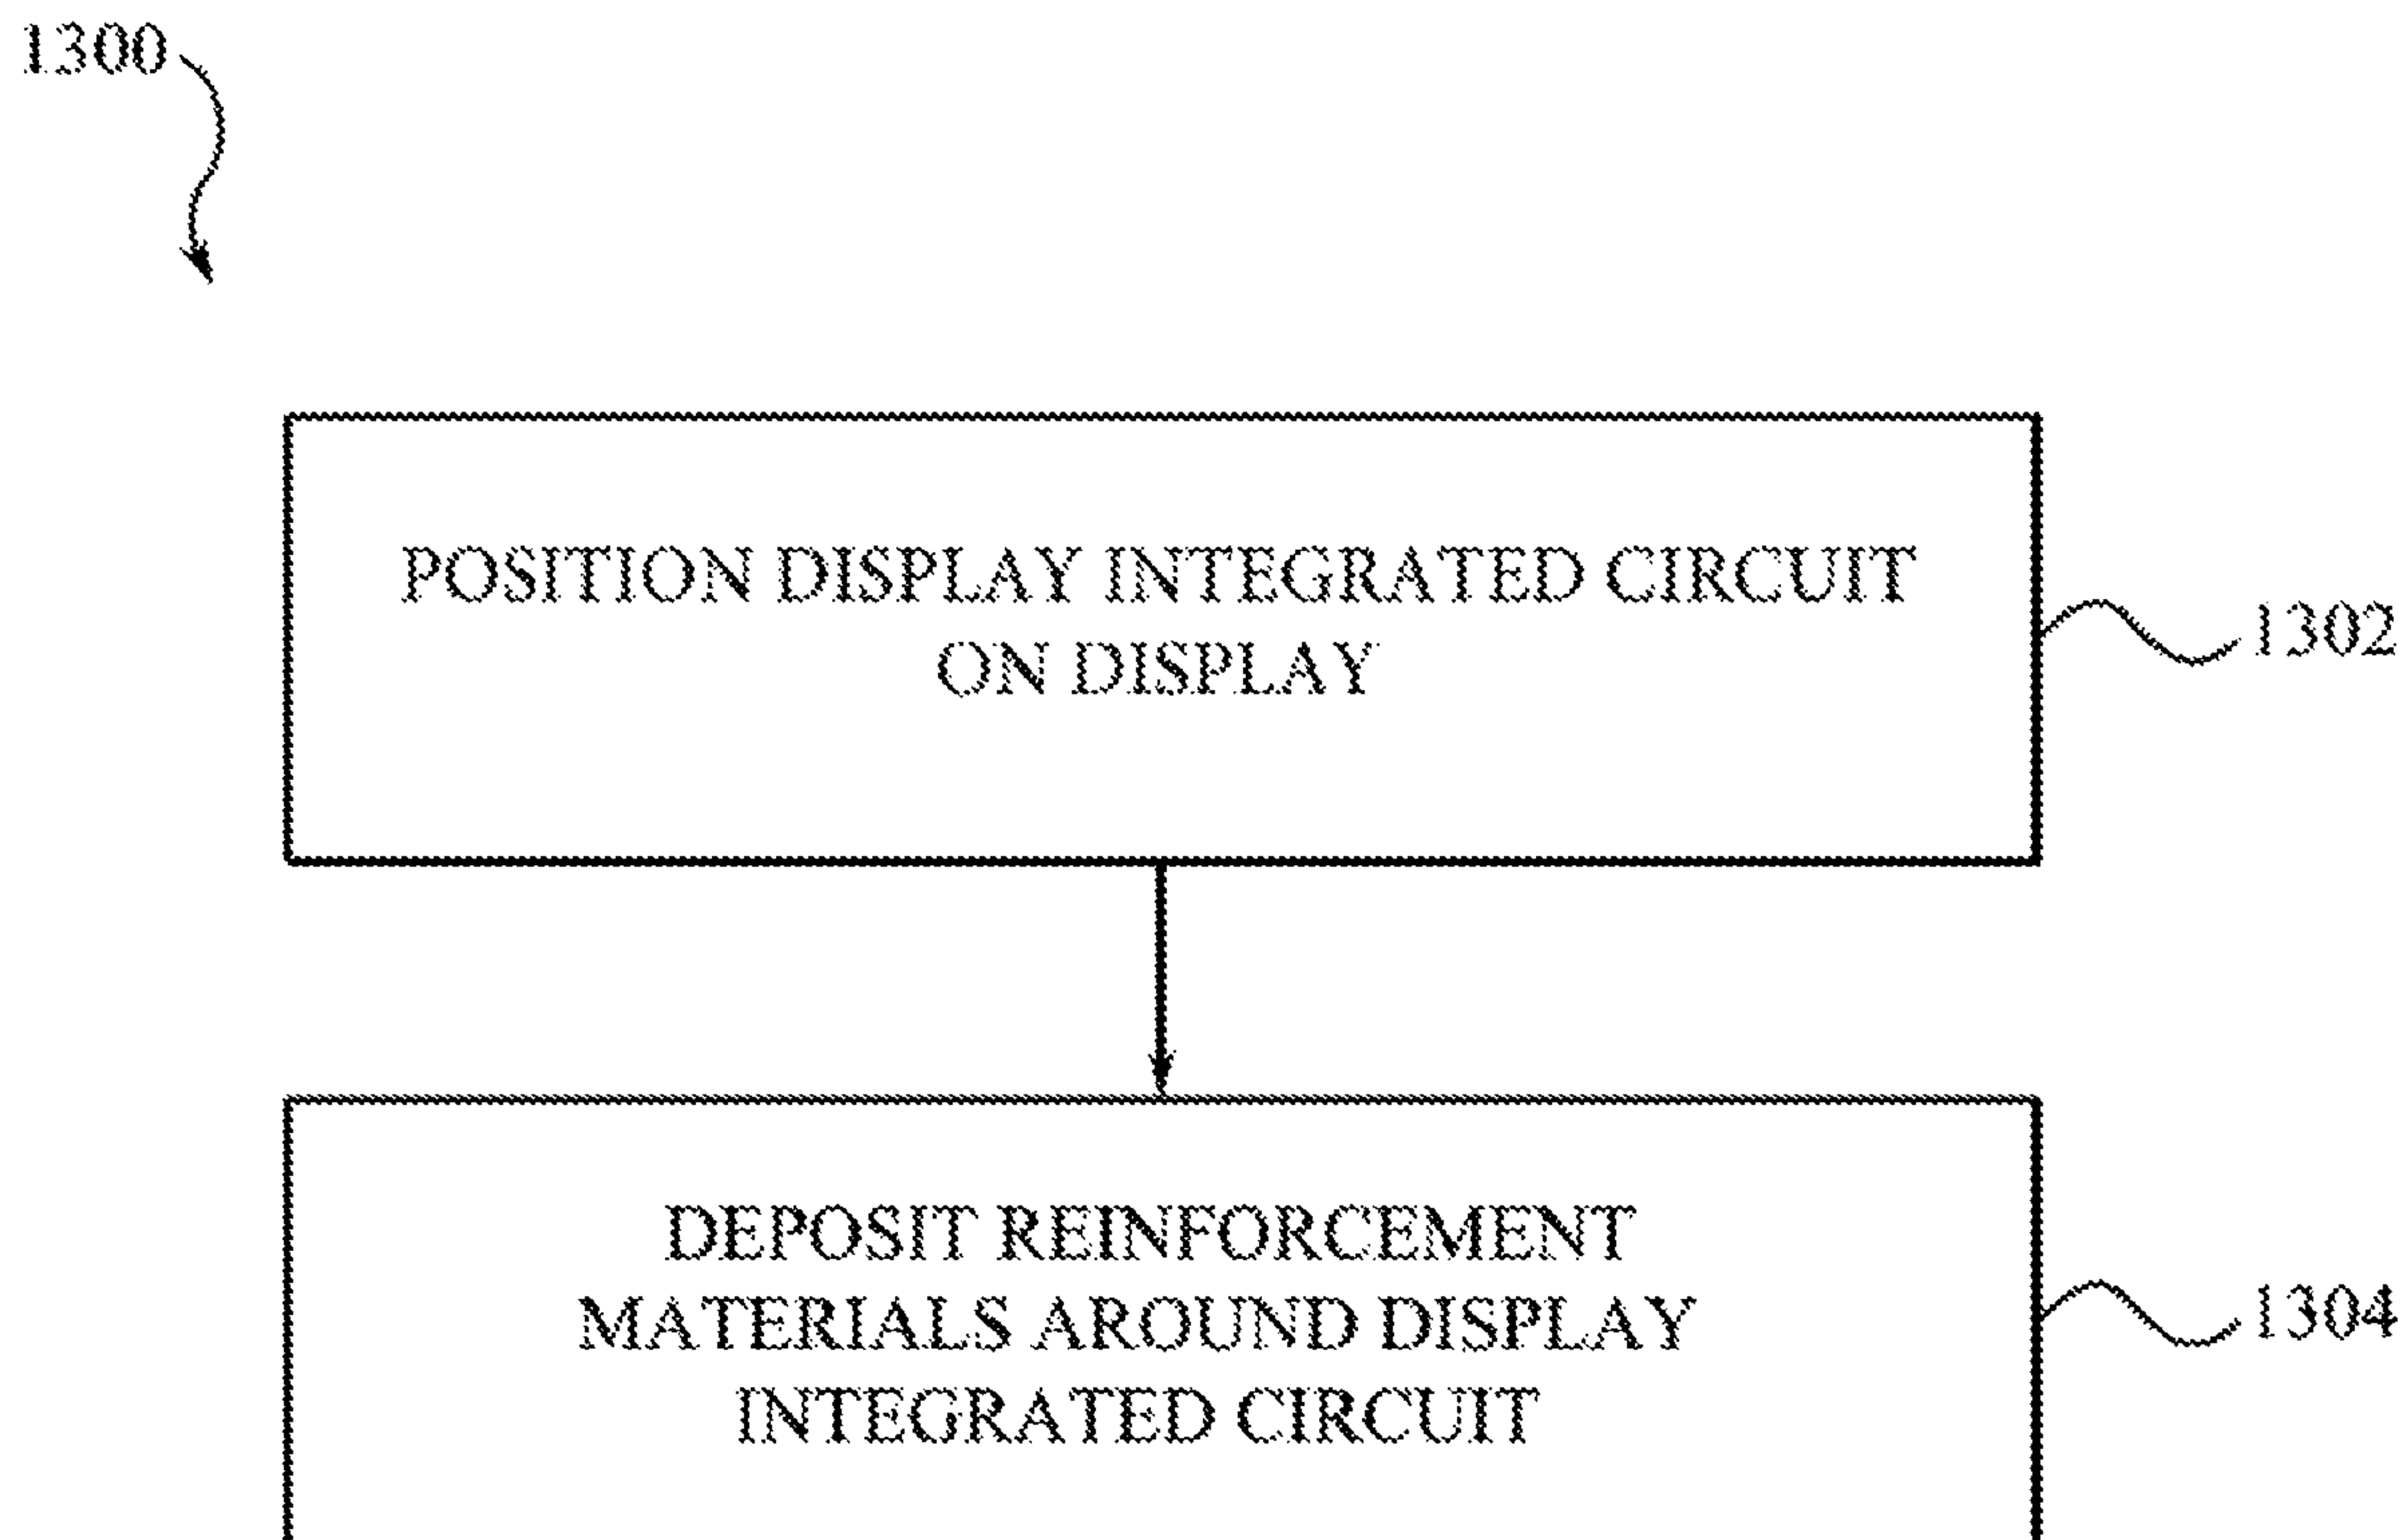 1300
POSITION DISPLAY INTEGRATED CIRCUIT
ON DISPLAY
1302
DEPOSIT REINFORCEMENT
MATERIALS AROUND DISPLAY
INTEGRATED CIRCUIT
1304